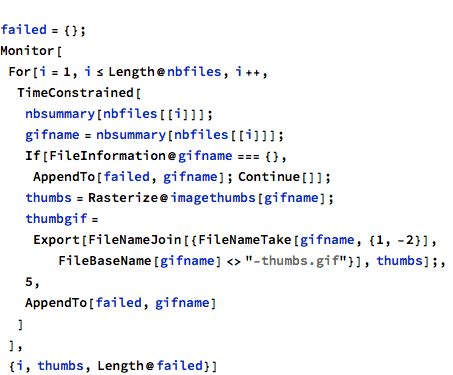 failed = {};
Monitor[
For[i = 1, i ≤ Length@nbfiles, i++,
TimeConstrained[
nbsummary[nbfiles[[i]]];
gifname = nbsummary[nbfiles[[i]]];
If[FileInformation@gifname === {},
AppendTo[failed, gifname]; Continue[]];
thumbs = Rasterize@imagethumbs[gifname];
thumbgif =
Export[FileNameJoin[{FileNameTake[gifname, {1, -2}],
FileBaseName[gifname] <> "-thumbs.gif"}], thumbs];,
5,
AppendTo[failed, gifname]
]
],
{i, thumbs, Length@failed}]